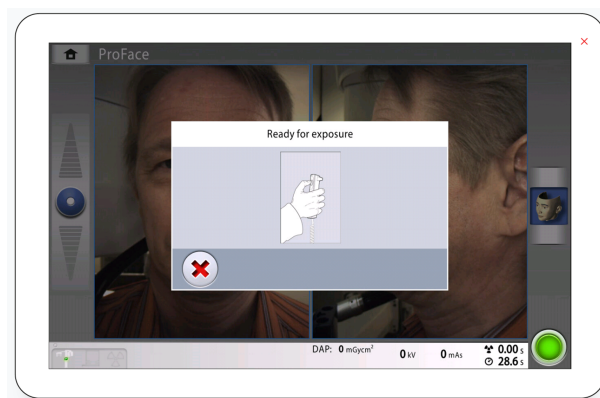 ProFace
Ready for exposure
DAP: 0 mGycm²
0 kV
0 mAs
0.00 s
28.6 s